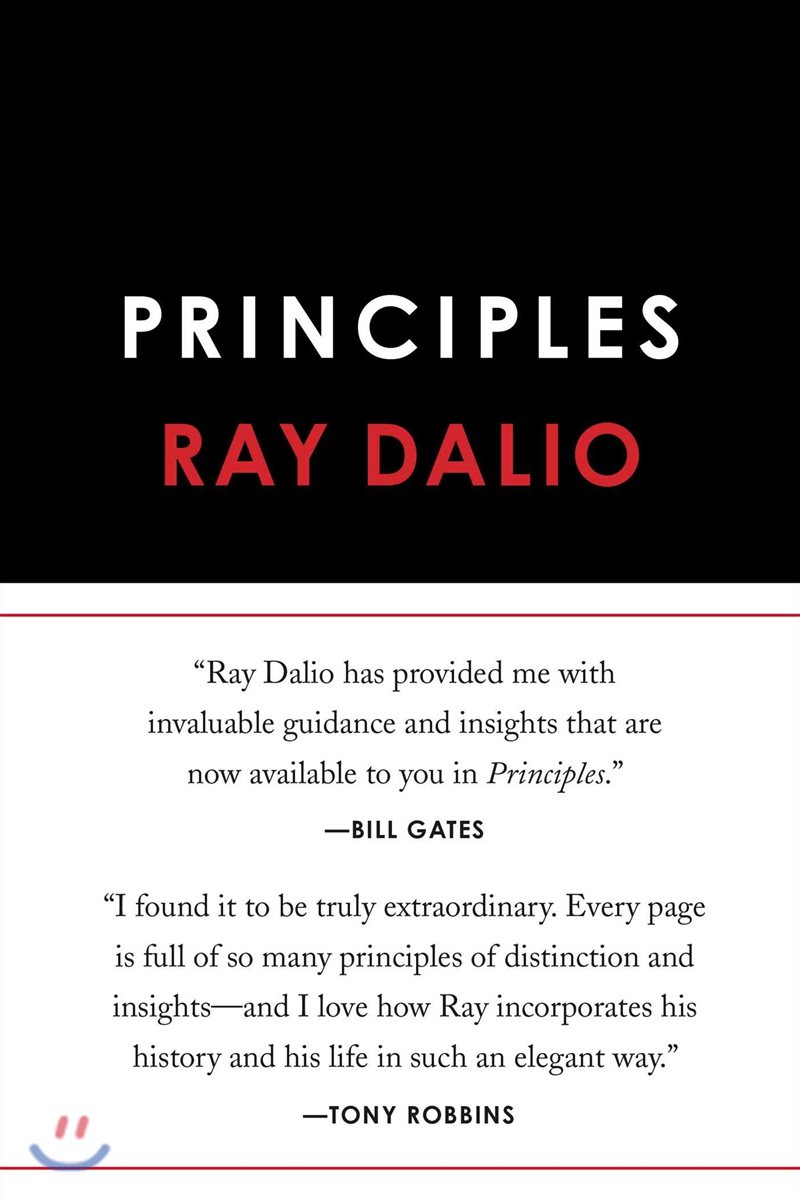 PRINCIPLES
RAY DALIO
“Ray Dalio has provided me with
invaluable guidance and insights that are
now available to you in Principles.”
—BILL GATES
“I found it to be truly extraordinary. Every page
is full of so many principles of distinction and
insights—and I love how Ray incorporates his
history and his life in such an elegant way.”
—TONY ROBBINS